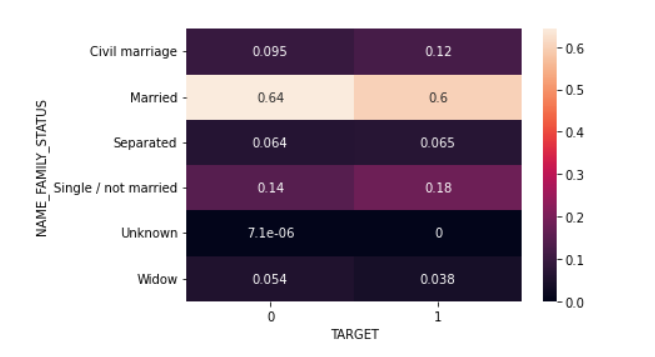 Civil marriage 0.095 0.12
Married 0.64 0.6
Separated 0.064 0.065
Single / not married 0.14 0.18
Unknown 7.1e-06 0
Widow 0.054 0.038
0 1
TARGET
NAME_FAMILY_STATUS
0.6
0.5
0.4
0.3
0.2
0.1
0.0